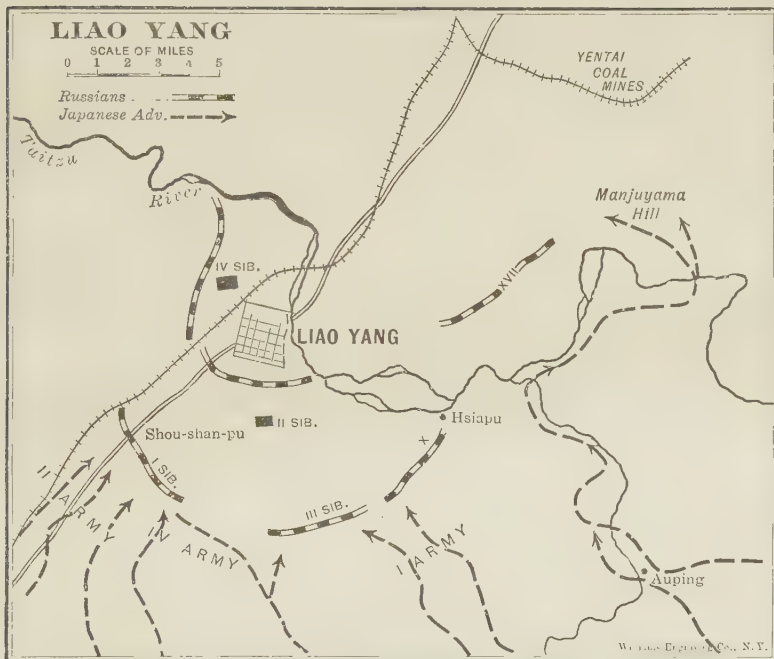 LIAO YANG
SCALE OF MILES
0 1 2 3 4 5
Russians
Japanese Adv.
YENTAI
COAL
MINES
Taitzu
River
Manjuyama
Hill
IV SIB.
XVII
LIAO YANG
II SIB.
Hsiapu
Shou-shan-pu
X
I SIB.
III SIB.
II ARMY
IV ARMY
I ARMY
Auping
Engraving Co., N.Y.